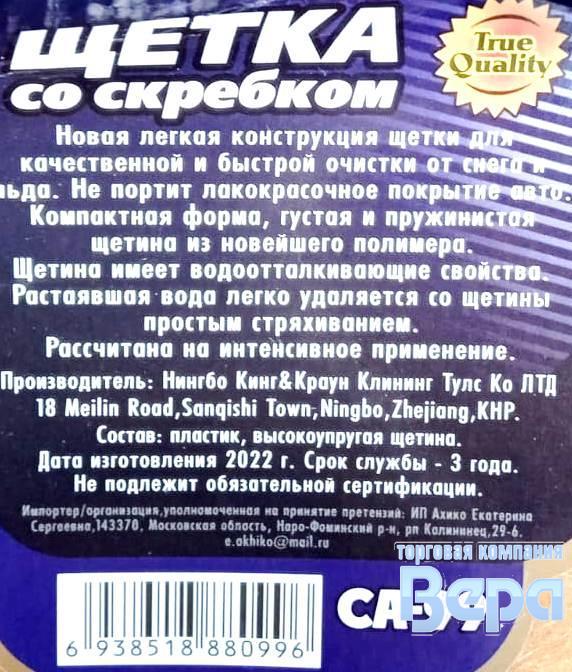 ЩЕТКА
со скребком
True
Quality
Новая легкая конструкция щетки для
качественной и быстрой очистки от снега и
льда. Не портит лакокрасочное покрытие авто.
Компактная форма, густая и пружинистая
щетина из новейшего полимера.
Щетина имеет водоотталкивающие свойства.
Растаявшая вода легко удаляется со щетины
простым стряхиванием.
Рассчитана на интенсивное применение.
Производитель: Нингбо Кинг&Краун Клининг Тулс Ко ЛТД
18 Meilin Road,Sanqishi Town,Ningbo,Zhejiang,КНР.
Состав: пластик, высокоупругая щетина.
Дата изготовления 2022 г. Срок службы - 3 года.
Не подлежит обязательной сертификации.
Импортер/организация,уполномоченная на принятие претензий: ИП Ахико Екатерина
Сергеевна,143370, Московская область, Наро-Фоминский р-н, рп Калининец,29-6.
e.akhiko@mail.ru
торговая компания
Вера
6 938518 880996